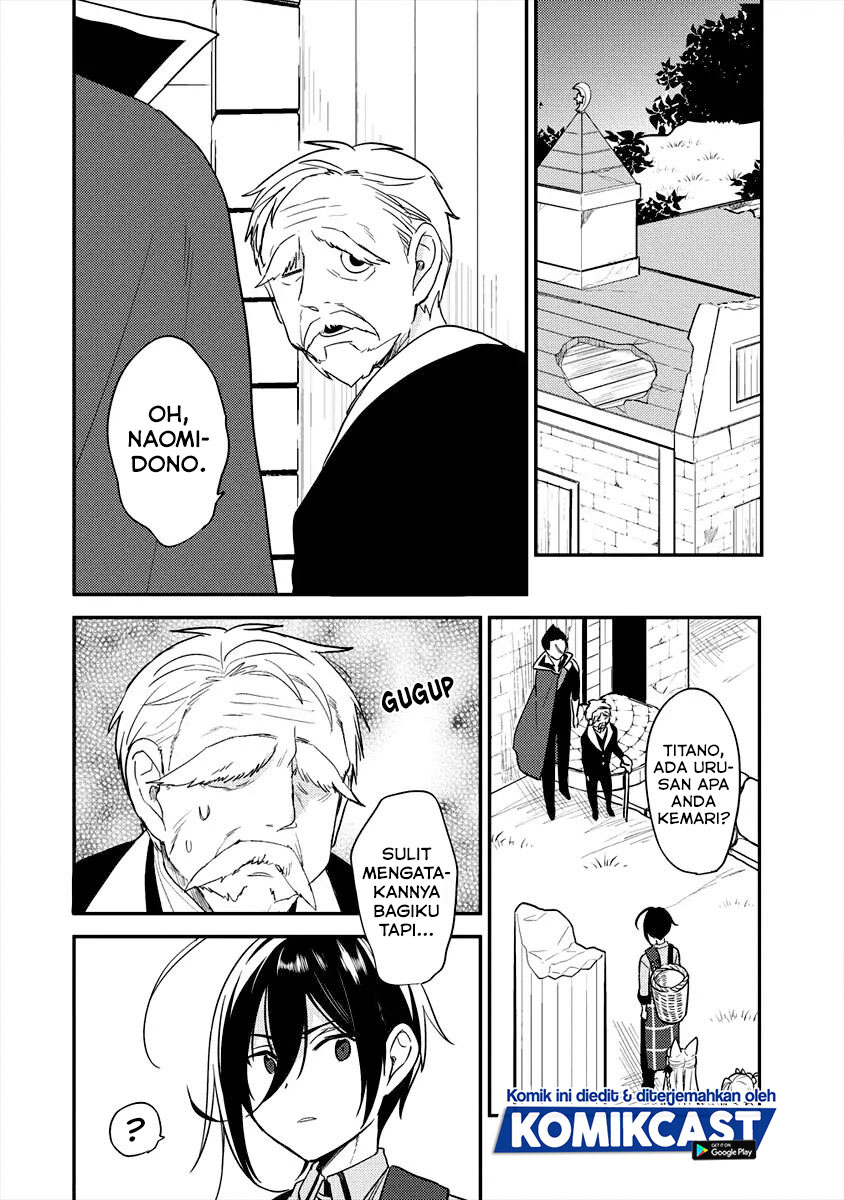 OH,
NAOMI-
DONO.
TITANO,
ADA URU-
SAN APA
ANDA
KEMARI?
GUGUP
SULIT
MENGATA-
KANNYA
BAGIKU
TAPI...
?
Komik ini diedit & diterjemahkan oleh
KOMIKCAST
GET IT ON
Google Play